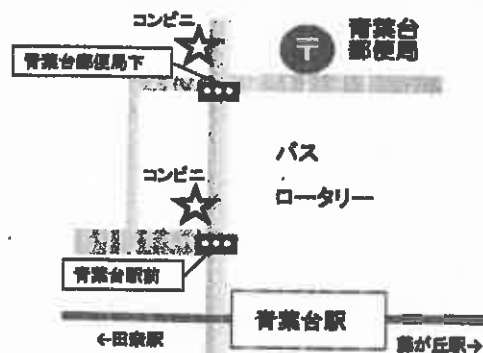 コンビニ
青葉台
郵便局
青葉台郵便局下
バス
コンビニ
ロータリー
青葉台駅前
青葉台駅
←田奈駅
藤が丘駅→